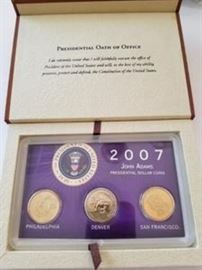 PRESIDENTIAL OATH OF OFFICE
I do solemnly swear that I will faithfully execute the office
of President of the United States and will, to the best of my ability
preserve, protect and defend, the Constitution of the United States.
2007
JOHN ADAMS
PRESIDENTIAL DOLLAR COINS
PHILADELPHIA
DENVER
SAN FRANCISCO